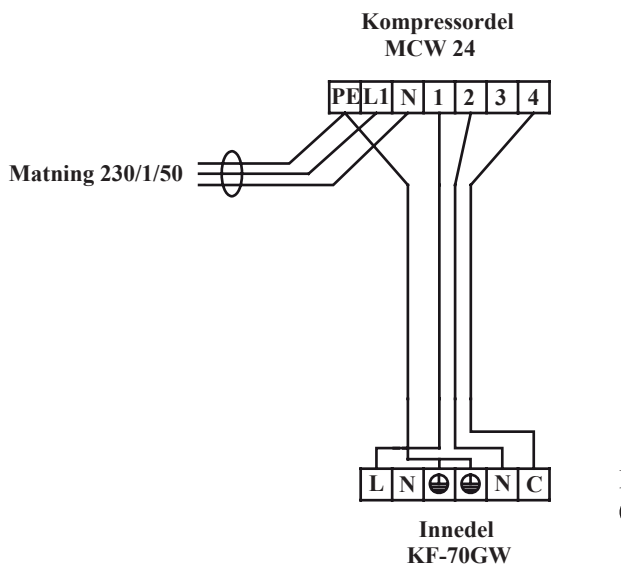 Kompressordel
MCW 24
PE L1 N 1 2 3 4
Matning 230/1/50
L N N C
Innedel
KF-70GW